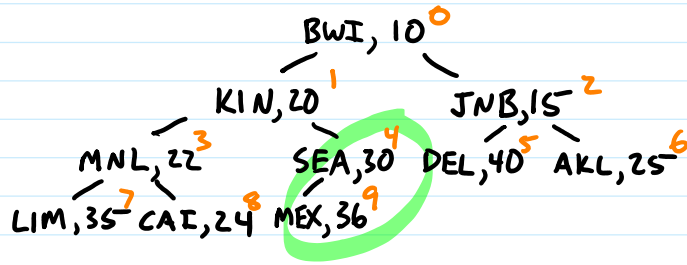 BWI, 10 0
KIN, 20 1 JNB, 15 2
MNL, 22 3 SEA, 30 4 DEL, 40 5 AKL, 25 6
LIM, 35 7 CAI, 24 8 MEX, 36 9